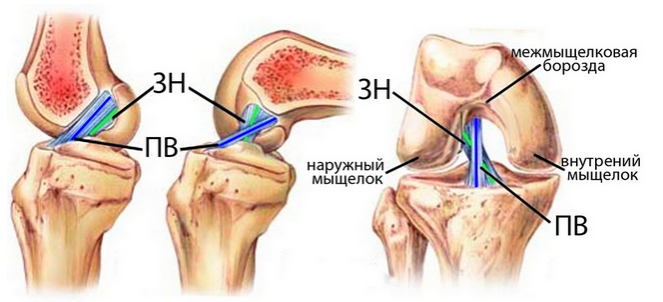 ЗН
ПВ
ЗН
межмыщелковая
борозда
наружный
мыщелок
внутрений
мыщелок
ПВ